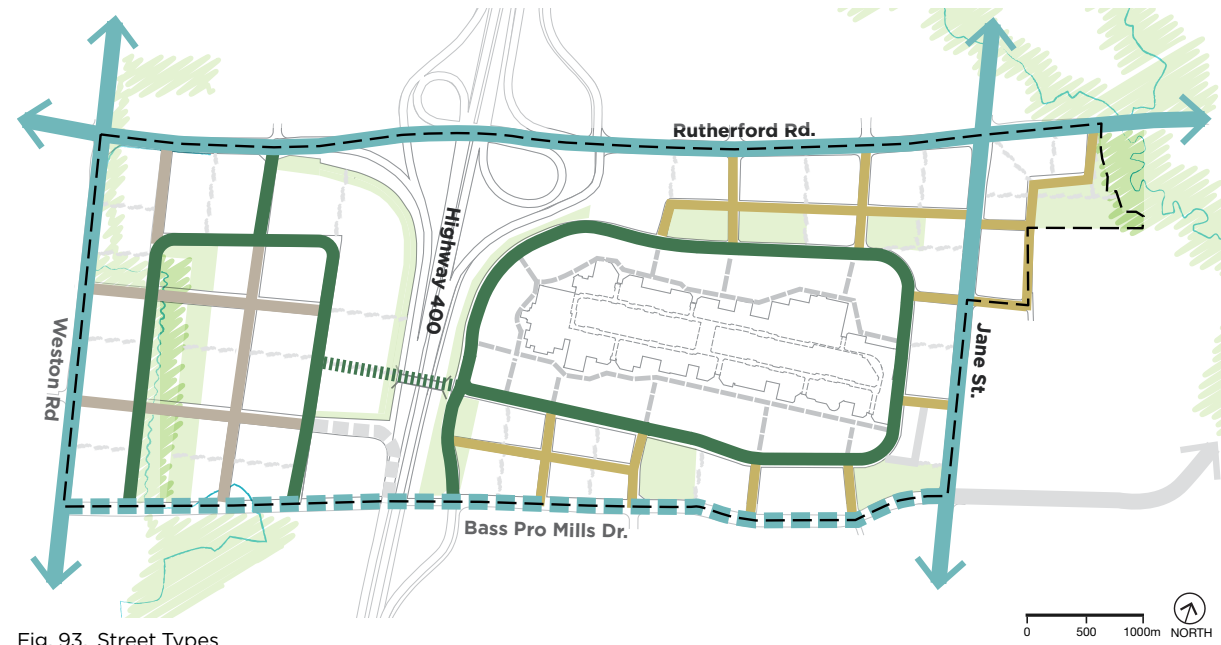 Rutherford Rd.
Highway 400
Weston Rd
Jane St.
Bass Pro Mills Dr.
0 500 1000m
NORTH
Fig. 93. Street Types